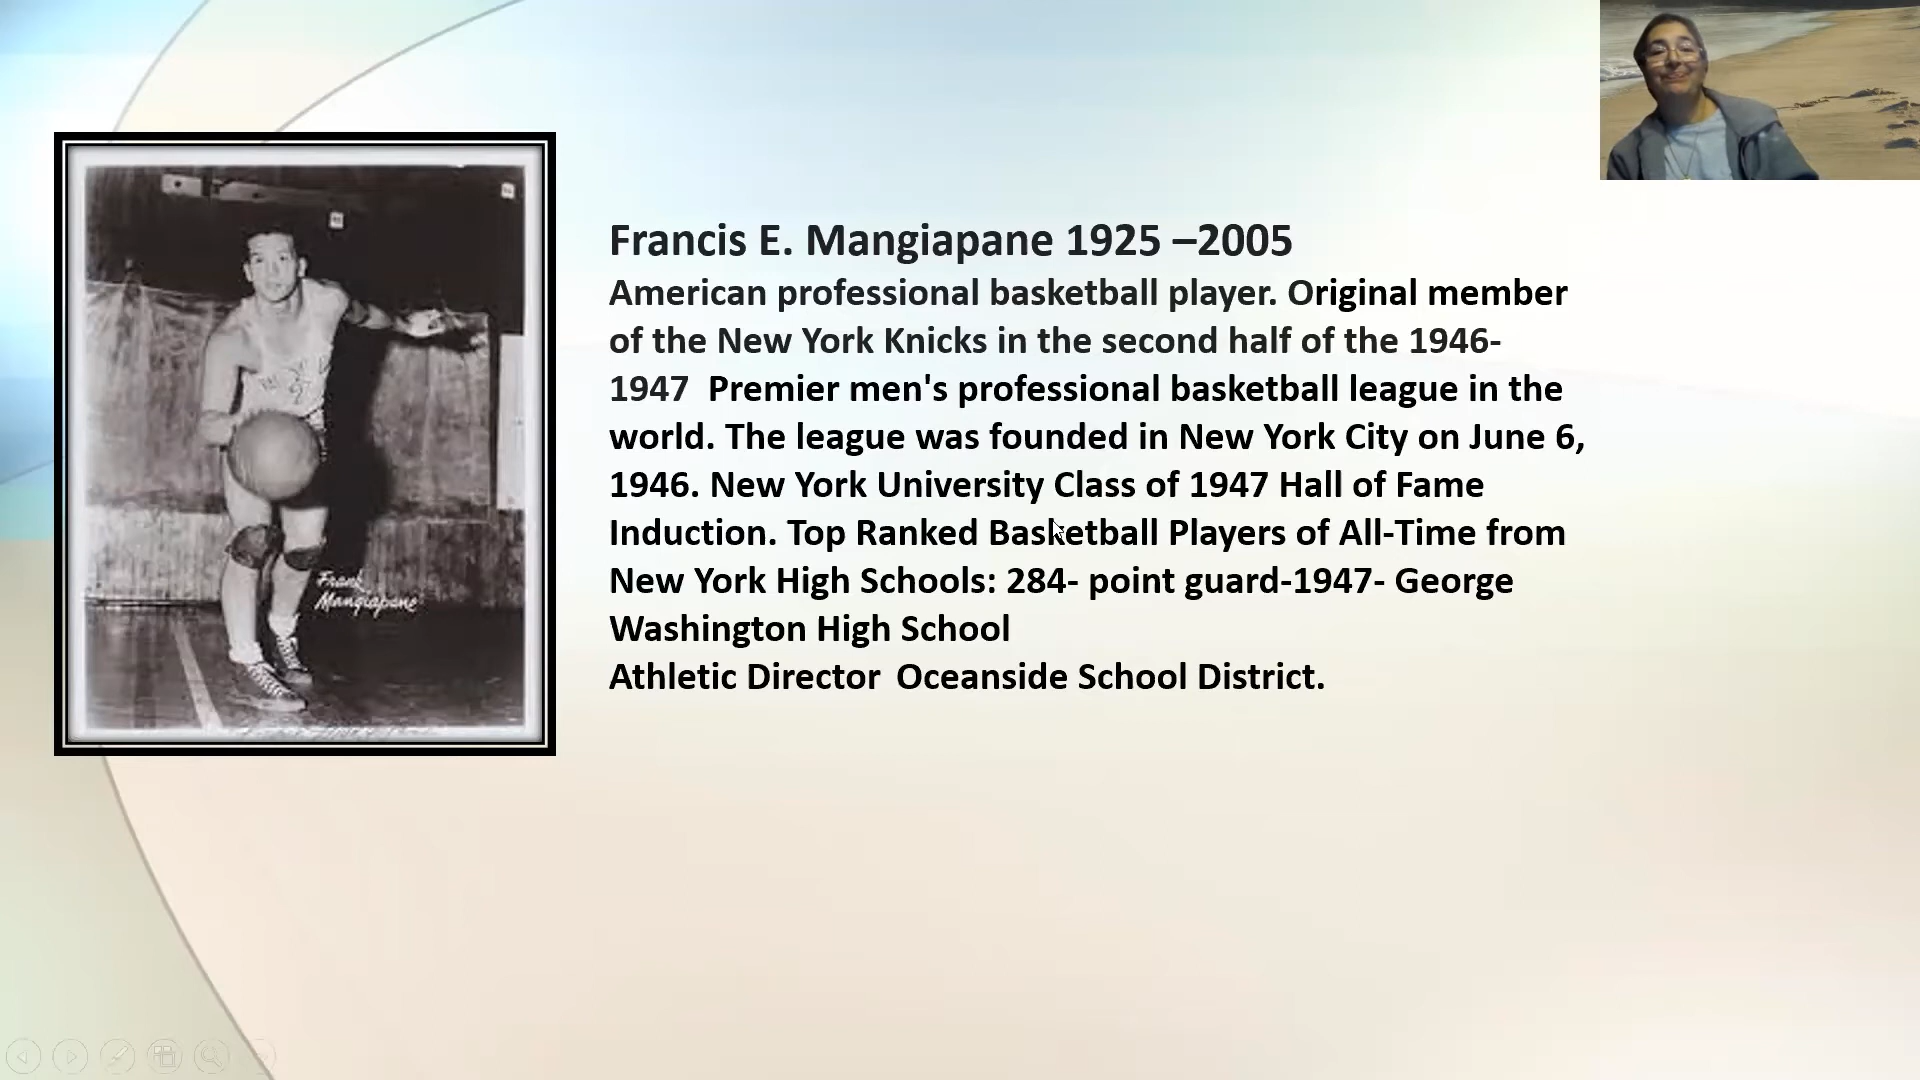 Francis E. Mangiapane 1925 –2005
American professional basketball player. Original member
of the New York Knicks in the second half of the 1946-
1947 Premier men's professional basketball league in the
world. The league was founded in New York City on June 6,
1946. New York University Class of 1947 Hall of Fame
Induction. Top Ranked Basketball Players of All-Time from
New York High Schools: 284- point guard-1947- George
Washington High School
Athletic Director Oceanside School District.
Frank
Mangiapane